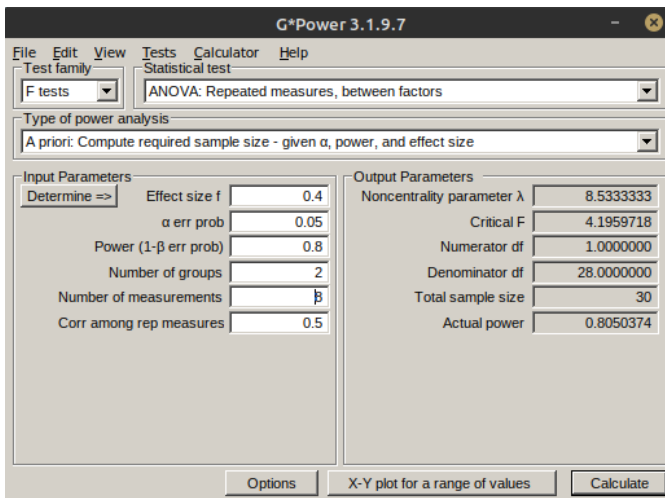 G*Power 3.1.9.7
File Edit View Tests Calculator Help
Test family Statistical test
F tests ANOVA: Repeated measures, between factors
Type of power analysis
A priori: Compute required sample size - given α, power, and effect size
Input Parameters Output Parameters
Determine => Effect size f 0.4 Noncentrality parameter λ 8.5333333
α err prob 0.05 Critical F 4.1959718
Power (1-β err prob) 0.8 Numerator df 1.0000000
Number of groups 2 Denominator df 28.0000000
Number of measurements 8 Total sample size 30
Corr among rep measures 0.5 Actual power 0.8050374
Options X-Y plot for a range of values Calculate